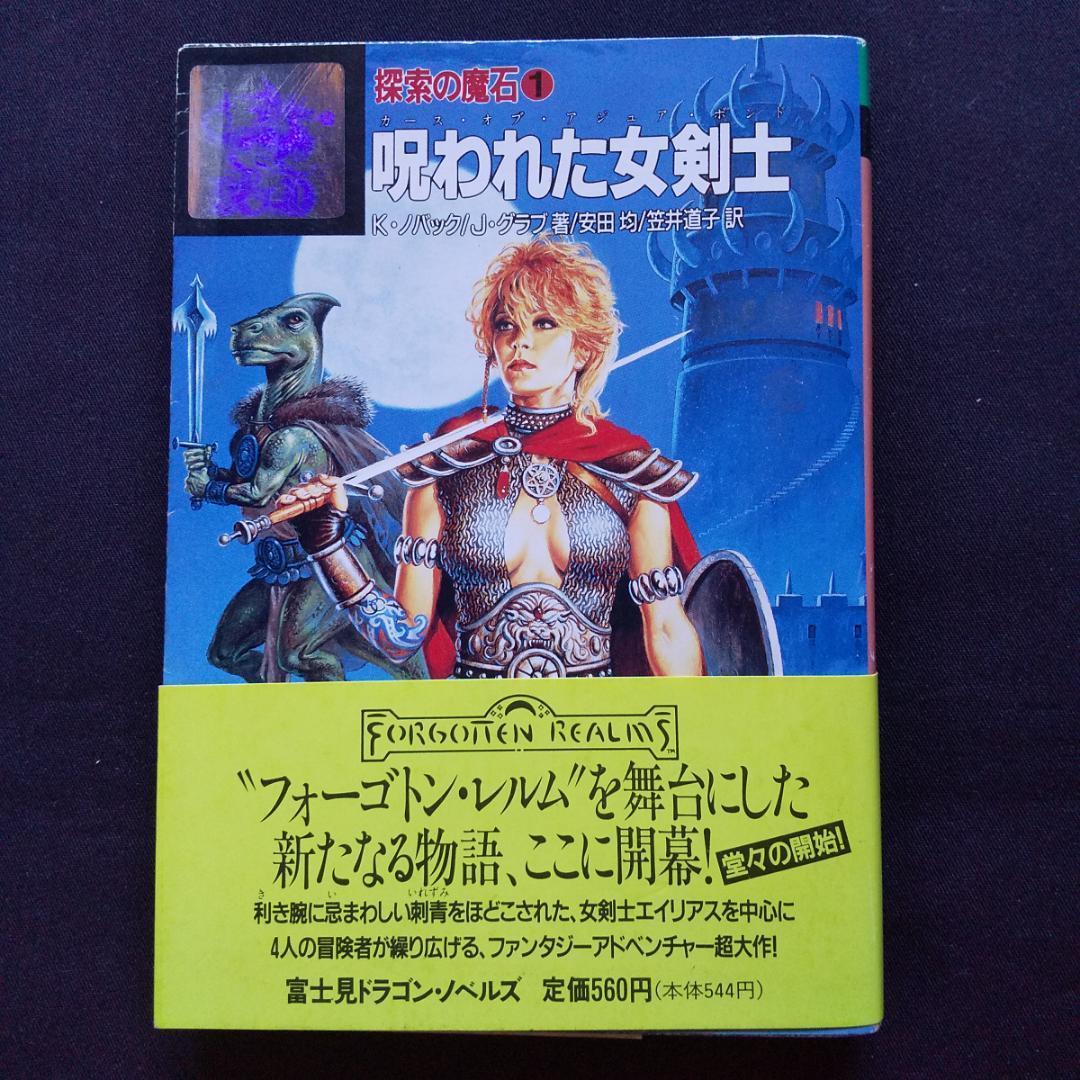 探索の魔石1
カース・オブ・アジュア・ボンド
呪われた女剣士
K・ノバック/J・グラブ 著/安田 均/笠井道子 訳
FORGOTTEN REALMS™
"フォーゴトン・レルム"を舞台にした
新たなる物語、ここに開幕!
堂々の開始!
き い いれずみ
利き腕に忌まわしい刺青をほどこされた、女剣士エイリアスを中心に
4人の冒険者が繰り広げる、ファンタジーアドベンチャー超大作!
富士見ドラゴン・ノベルズ 定価560円(本体544円)